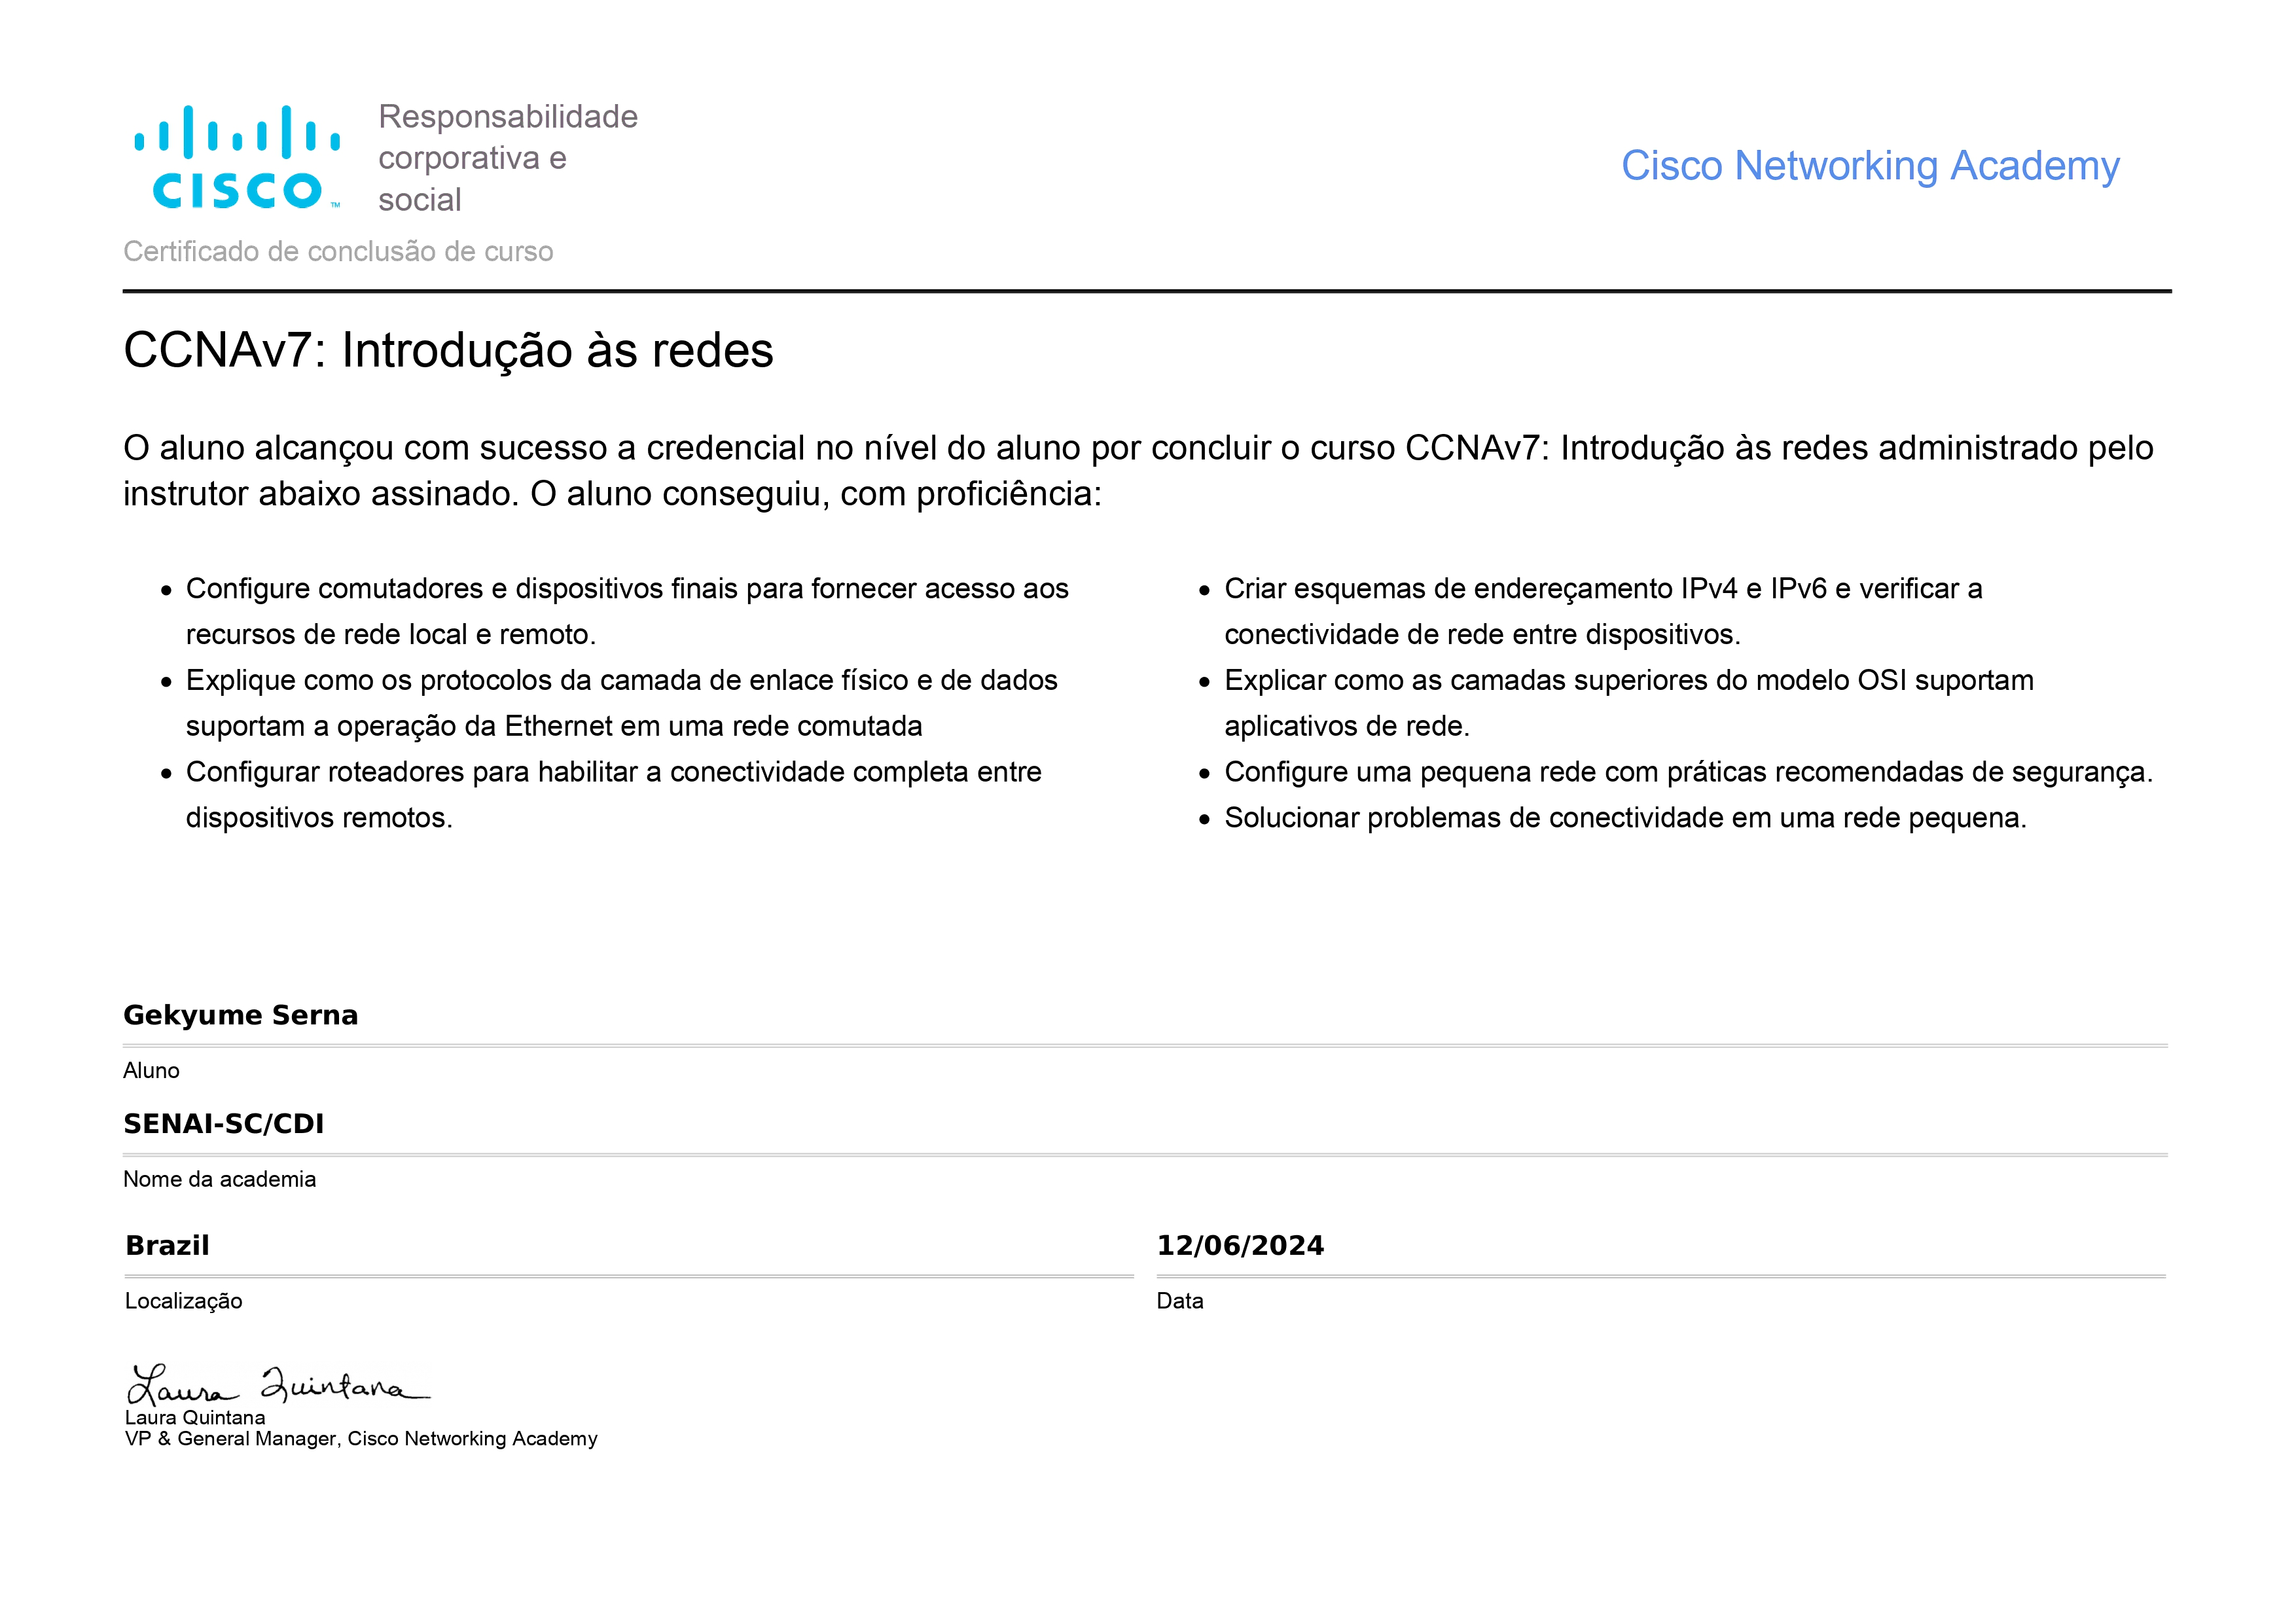 CISCO
Responsabilidade
corporativa e
social
Cisco Networking Academy
Certificado de conclusão de curso
CCNAv7: Introdução às redes
O aluno alcançou com sucesso a credencial no nível do aluno por concluir o curso CCNAv7: Introdução às redes administrado pelo
instrutor abaixo assinado. O aluno conseguiu, com proficiência:
• Configure comutadores e dispositivos finais para fornecer acesso aos
recursos de rede local e remoto.
• Explique como os protocolos da camada de enlace físico e de dados
suportam a operação da Ethernet em uma rede comutada
• Configurar roteadores para habilitar a conectividade completa entre
dispositivos remotos.
• Criar esquemas de endereçamento IPv4 e IPv6 e verificar a
conectividade de rede entre dispositivos.
• Explicar como as camadas superiores do modelo OSI suportam
aplicativos de rede.
• Configure uma pequena rede com práticas recomendadas de segurança.
• Solucionar problemas de conectividade em uma rede pequena.
Gekyume Serna
Aluno
SENAI-SC/CDI
Nome da academia
Brazil
Localização
12/06/2024
Data
Laura Quintana
Laura Quintana
VP & General Manager, Cisco Networking Academy